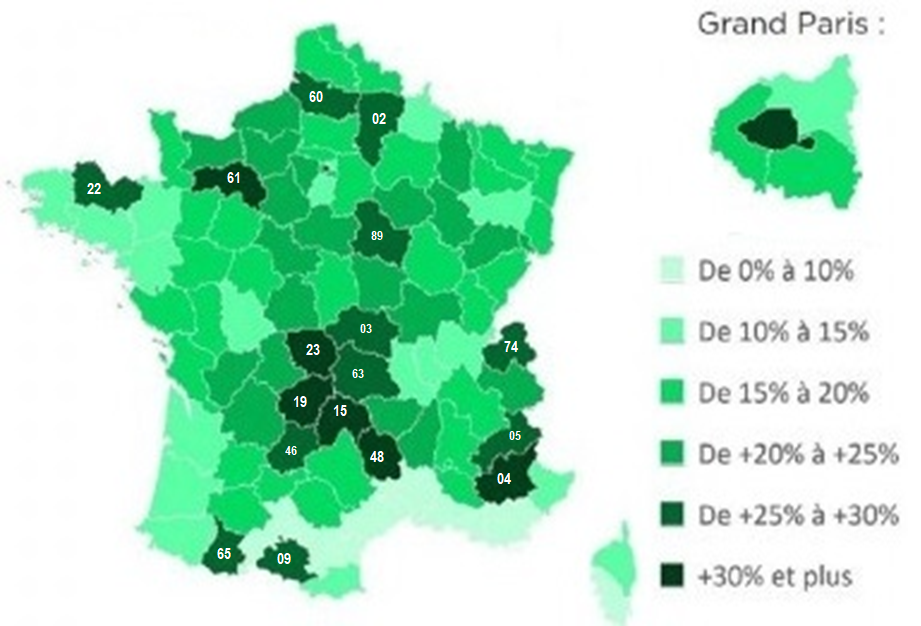 Grand Paris :
60
02
61
22
89
03
23
74
63
19
15
05
46
48
04
65
09
De 0% à 10%
De 10% à 15%
De 15% à 20%
De +20% à +25%
De +25% à +30%
+30% et plus